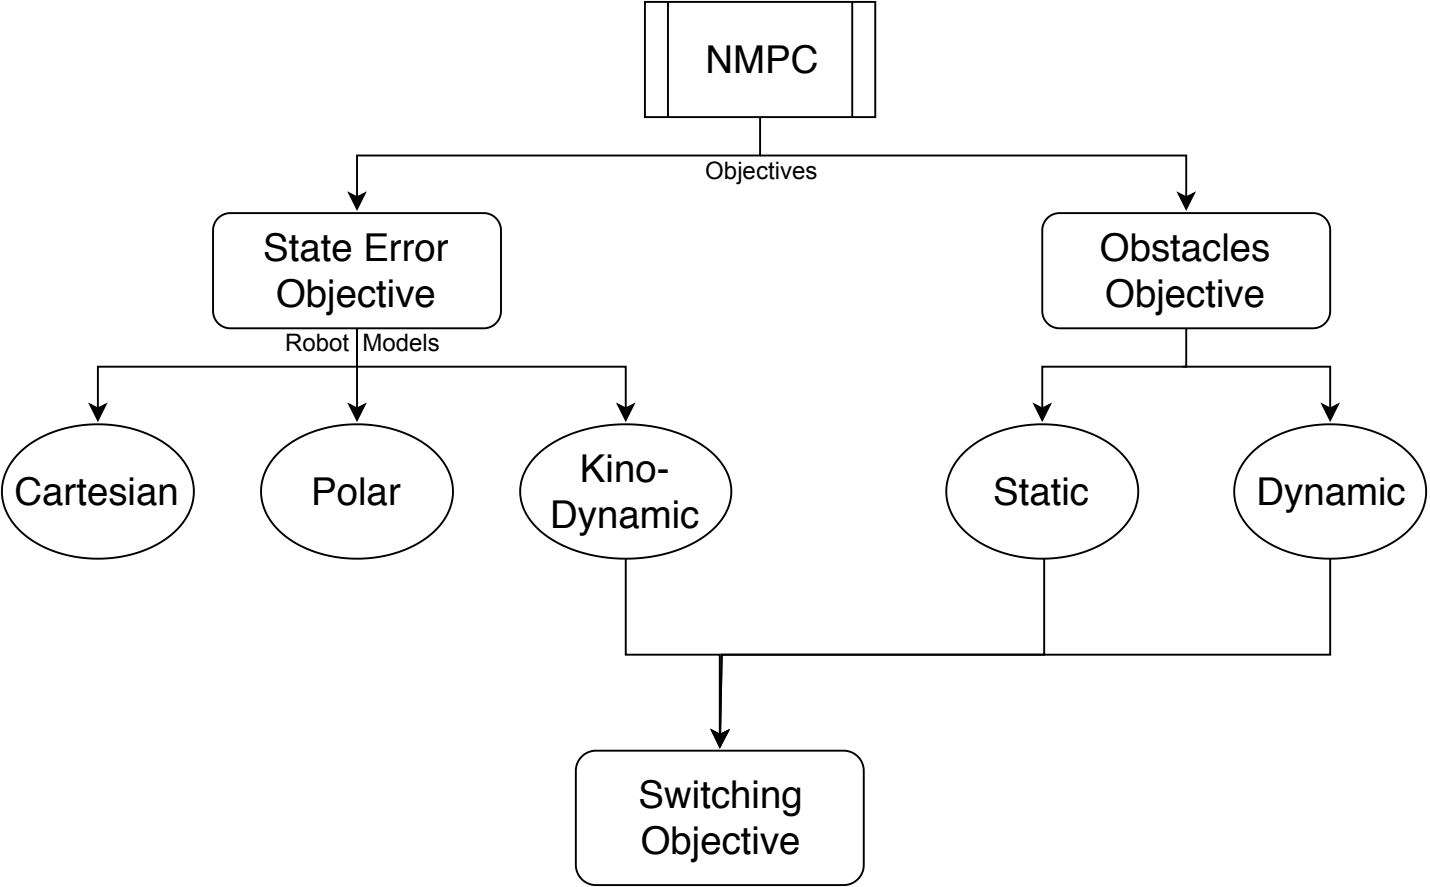 NMPC
Objectives
State Error
Objective
Obstacles
Objective
Robot Models
Cartesian
Polar
Kino-
Dynamic
Static
Dynamic
Switching
Objective